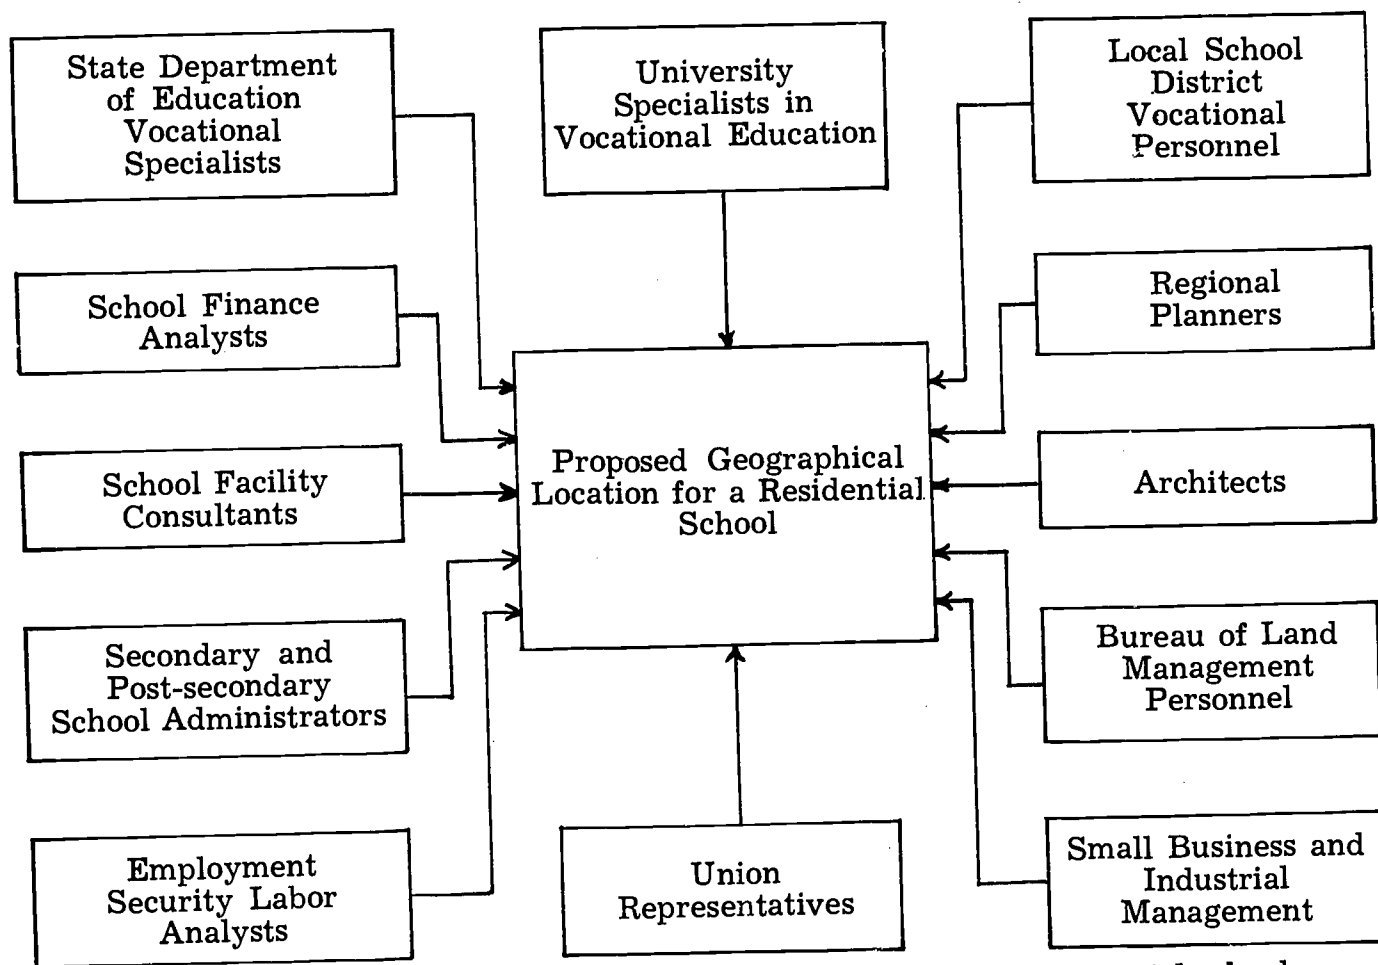 State Department
of Education
Vocational
Specialists
University
Specialists in
Vocational Education
Local School
District
Vocational
Personnel
School Finance
Analysts
Regional
Planners
School Facility
Consultants
Proposed Geographical
Location for a Residential
School
Architects
Secondary and
Post-secondary
School Administrators
Bureau of Land
Management
Personnel
Employment
Security Labor
Analysts
Union
Representatives
Small Business and
Industrial
Management